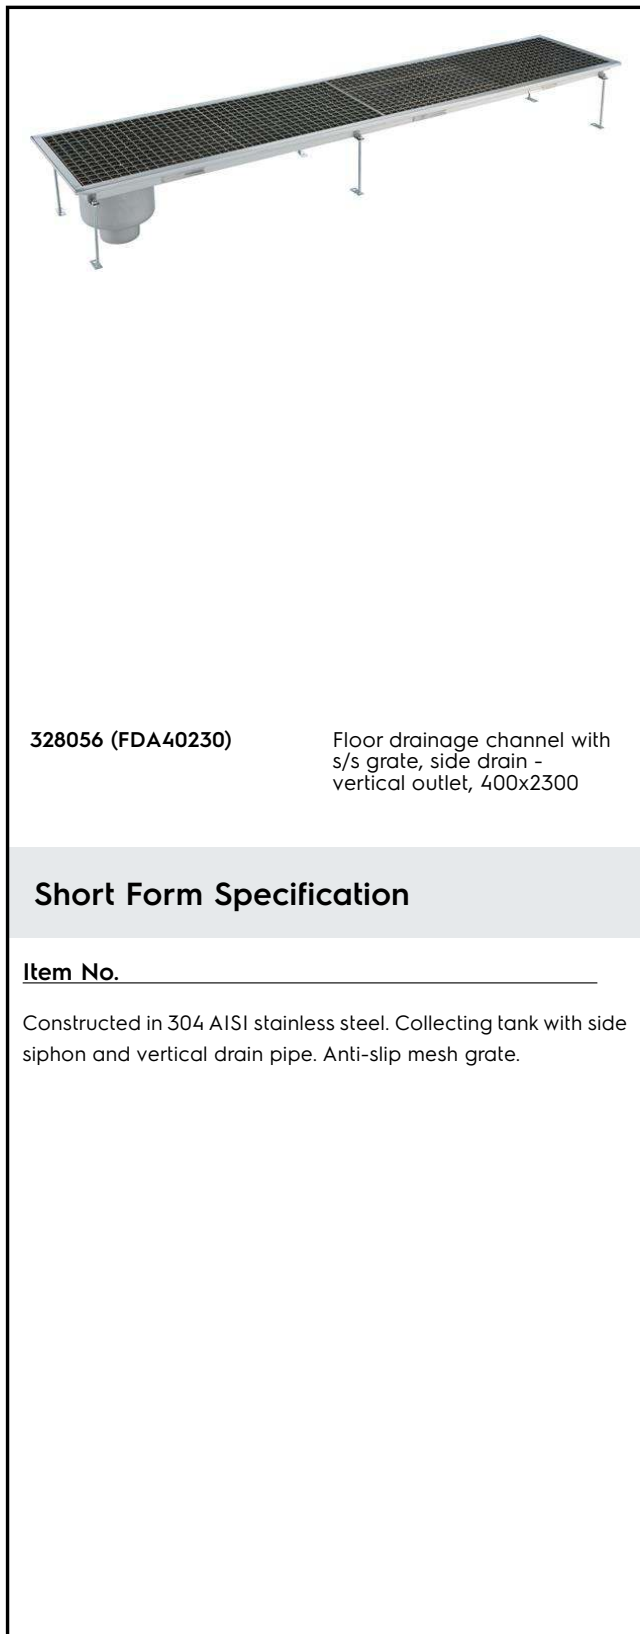 328056 (FDA40230)
Floor drainage channel with
s/s grate, side drain -
vertical outlet, 400x2300
Short Form Specification
Item No.
Constructed in 304 AISI stainless steel. Collecting tank with side
siphon and vertical drain pipe. Anti-slip mesh grate.